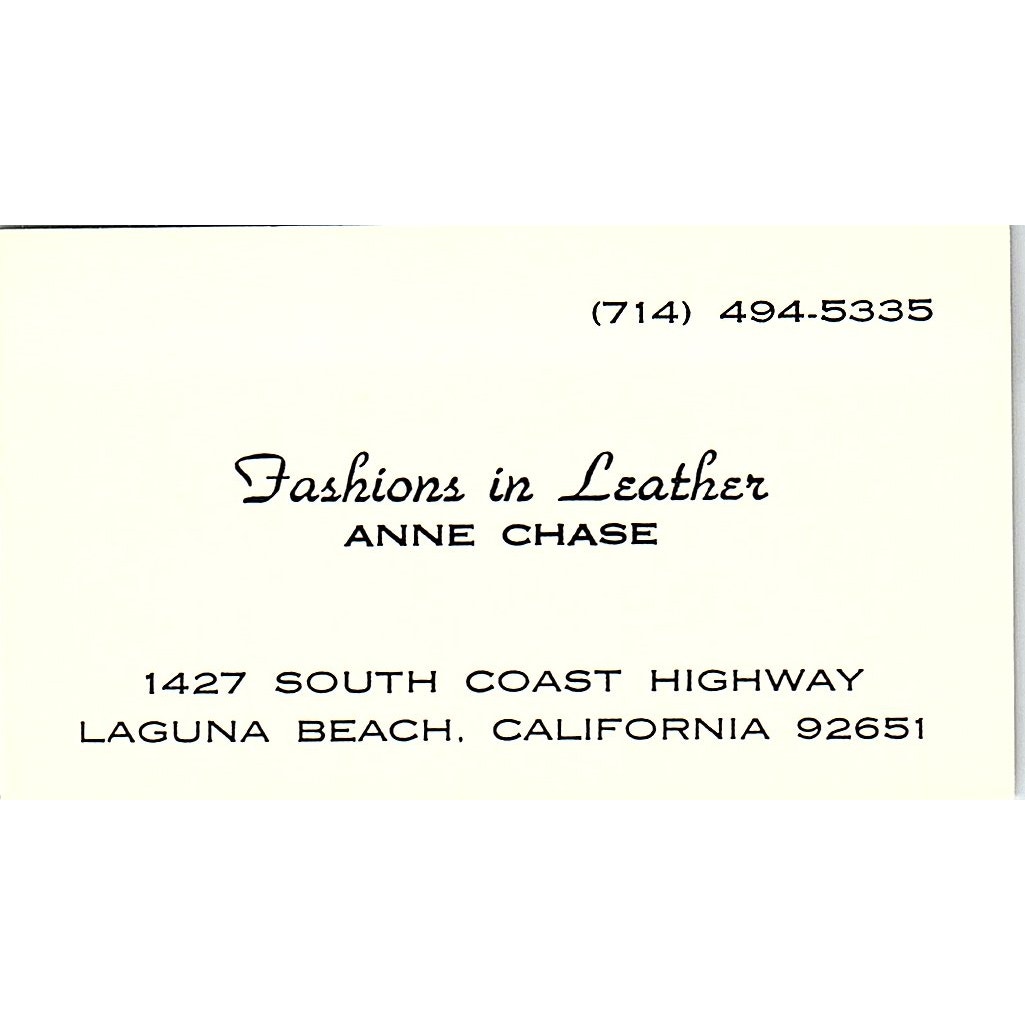 (714) 494-5335
Fashions in Leather
ANNE CHASE
1427 SOUTH COAST HIGHWAY
LAGUNA BEACH, CALIFORNIA 92651